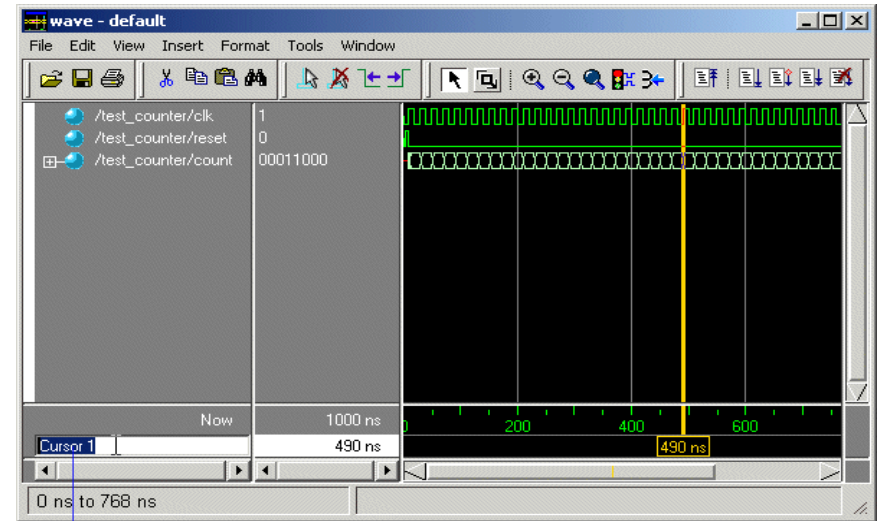 wave - default
File Edit View Insert Format Tools Window
/test_counter/clk 1
/test_counter/reset 0
/test_counter/count 00011000
Now 1000 ns
0 200 400 600
Cursor 1 490 ns 490 ns
0 ns to 768 ns